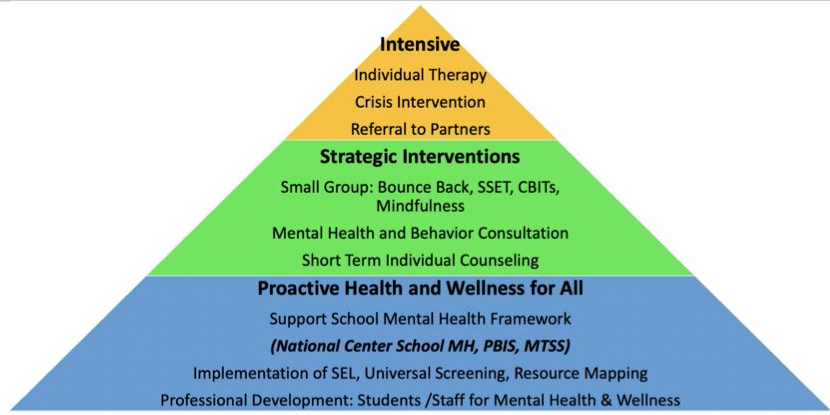 Intensive
Individual Therapy
Crisis Intervention
Referral to Partners
Strategic Interventions
Small Group: Bounce Back, SSET, CBITs,
Mindfulness
Mental Health and Behavior Consultation
Short Term Individual Counseling
Proactive Health and Wellness for All
Support School Mental Health Framework
(National Center School MH, PBIS, MTSS)
Implementation of SEL, Universal Screening, Resource Mapping
Professional Development: Students /Staff for Mental Health & Wellness